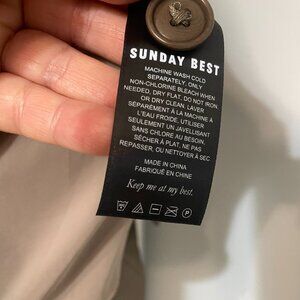 SUNDAY BEST
MACHINE WASH COLD
SEPARATELY, ONLY
NON-CHLORINE BLEACH WHEN
NEEDED, DRY FLAT, DO NOT IRON,
OR DRY CLEAN. LAVER
SÉPARÉMENT À LA MACHINE À
L'EAU FROIDE, UTILISER
SEULEMENT UN JAVELLISANT
SANS CHLORE AU BESOIN,
SÉCHER À PLAT, NE PAS
REPASSER, OU NETTOYER À SEC
MADE IN CHINA
FABRIQUÉ EN CHINE
Keep me at my best.
P